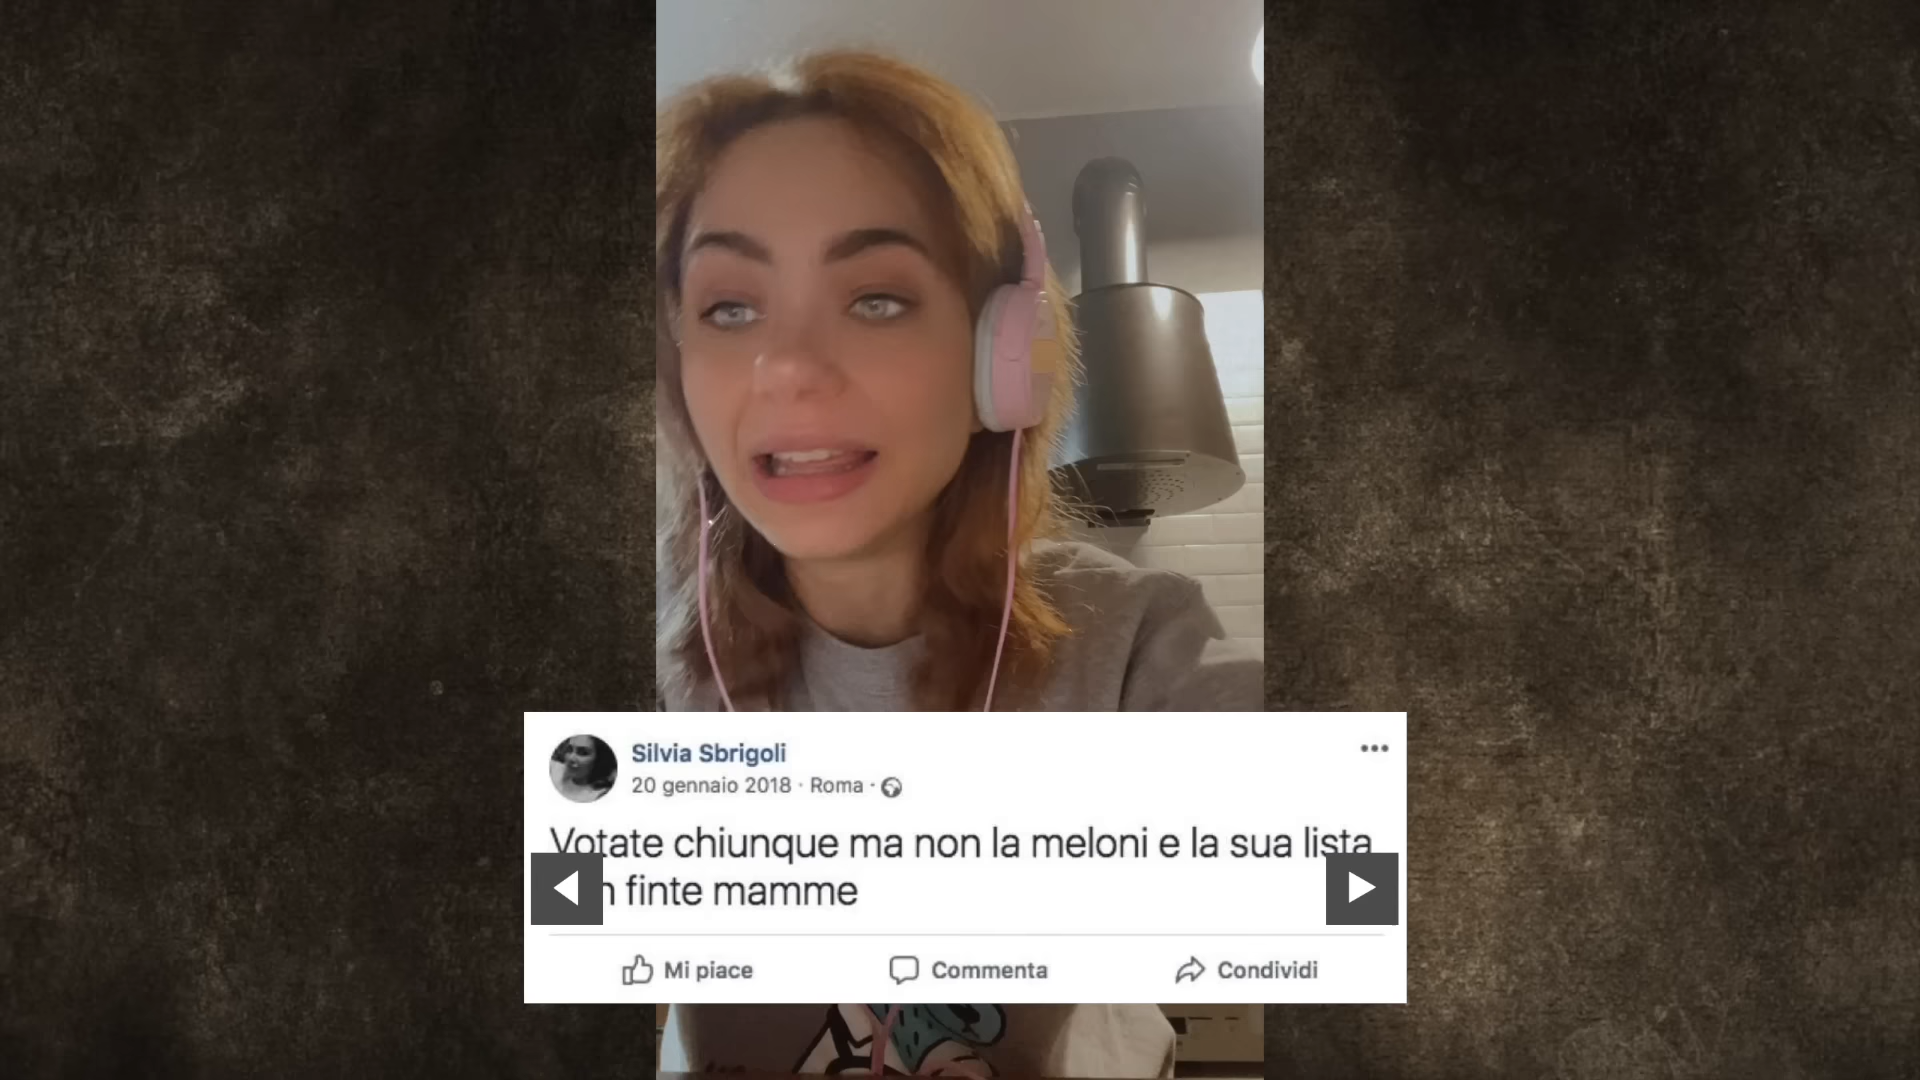 Silvia Sbrigoli
20 gennaio 2018 · Roma ·
Votate chiunque ma non la meloni e la sua lista
finte mamme
Mi piace
Commenta
Condividi